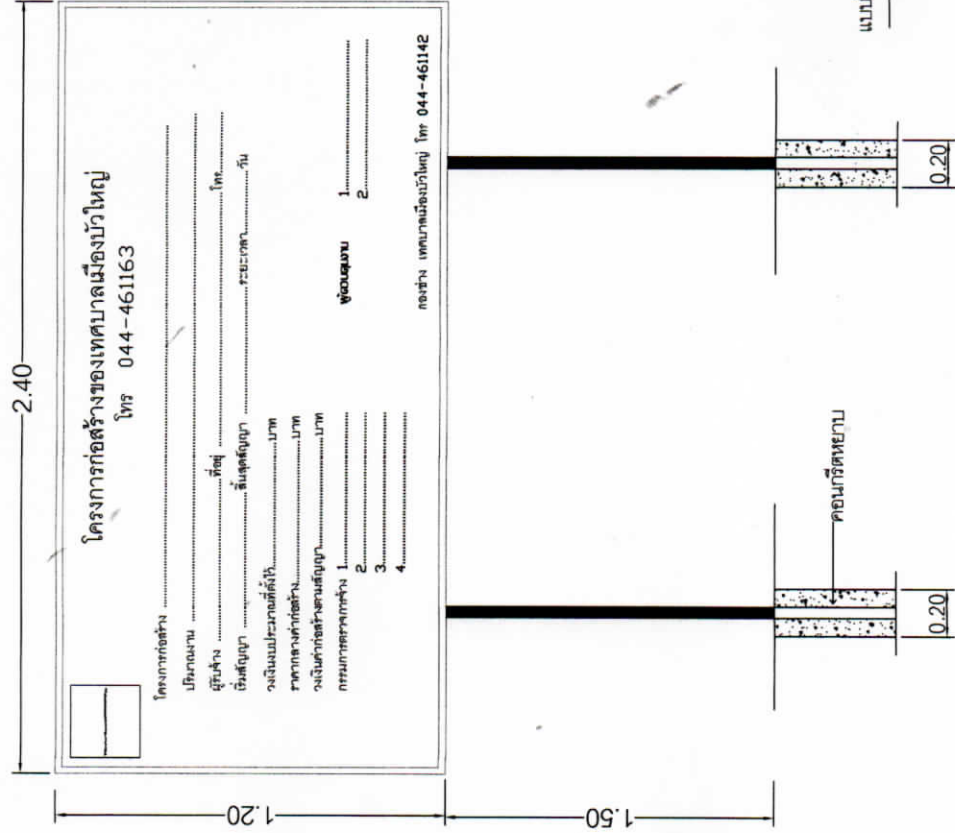 2.40
โครงการก่อสร้างของเทศบาลเมืองบัวใหญ่
โทร 044-461163
โครงการก่อสร้าง
ปริมาณงาน
ผู้รับจ้าง ที่อยู่ โทร.
เริ่มสัญญา สิ้นสุดสัญญา ระยะเวลา วัน
วงเงินงบประมาณที่ตั้งไว้ บาท
ราคากลางค่าก่อสร้าง บาท
วงเงินค่าก่อสร้างตามสัญญา บาท
กรรมการตรวจการจ้าง 1.
2.
3.
4.
ผู้ควบคุมงาน 1.
2.
กองช่าง เทศบาลเมืองบัวใหญ่ โทร 044-461142
1.20
1.50
คอนกรีตหยาบ
0.20
0.20
แบบ